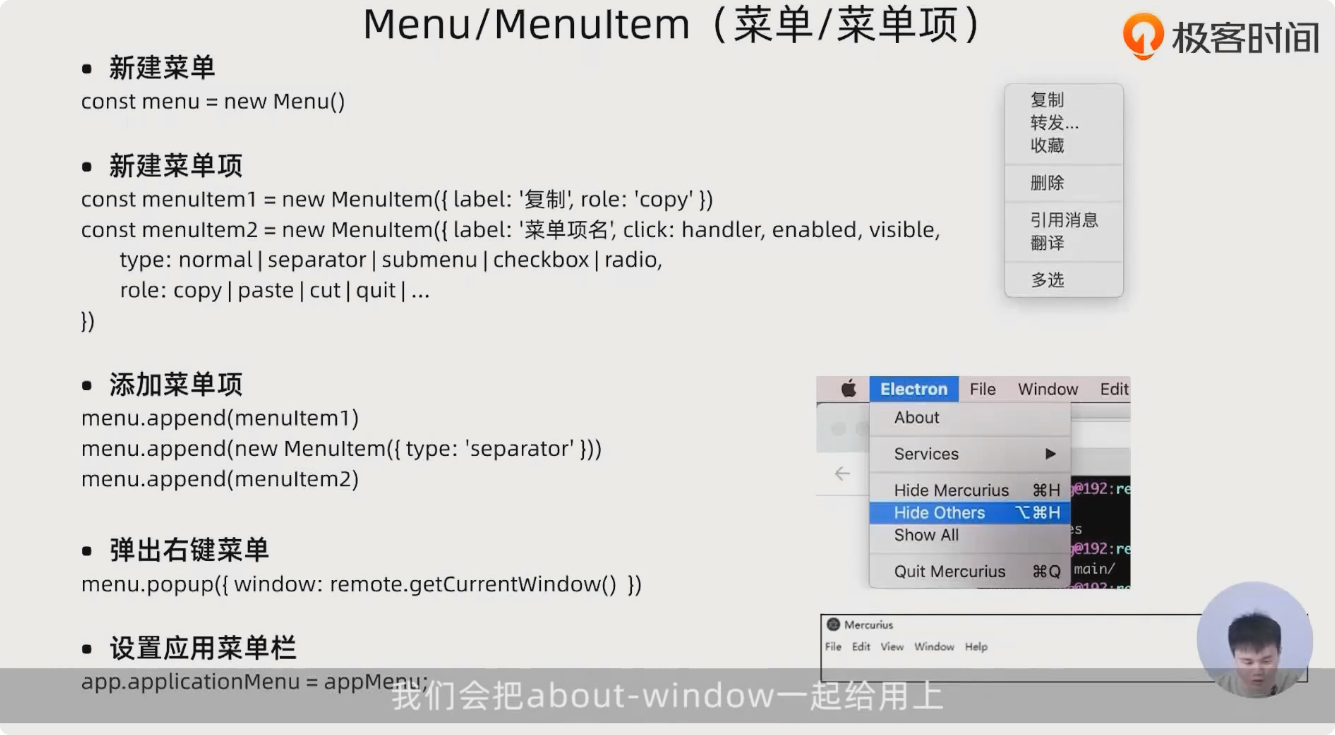 Menu/MenuItem（菜单/菜单项）
极客时间
• 新建菜单
const menu = new Menu()
• 新建菜单项
const menuItem1 = new MenuItem({ label: '复制', role: 'copy' })
const menuItem2 = new MenuItem({ label: '菜单项名', click: handler, enabled, visible,
type: normal | separator | submenu | checkbox | radio,
role: copy | paste | cut | quit | ...
})
• 添加菜单项
menu.append(menuItem1)
menu.append(new MenuItem({ type: 'separator' }))
menu.append(menuItem2)
• 弹出右键菜单
menu.popup({ window: remote.getCurrentWindow() })
• 设置应用菜单栏
app.applicationMenu = appMenu;
复制
转发...
收藏
删除
引用消息
翻译
多选
Electron File Window Edit
About
Services ▶
Hide Mercurius ⌘H
Hide Others ⌥⌘H
Show All
Quit Mercurius ⌘Q
@192:re
es
@192:re
main/
@192:re
Mercurius
File Edit View Window Help
我们会把about-window一起给用上